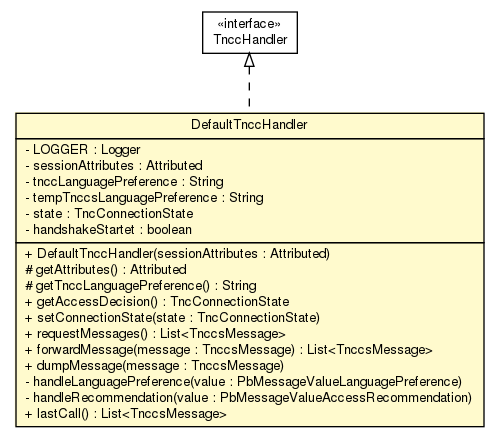 «interface»
TnccHandler
DefaultTnccHandler
- LOGGER : Logger
- sessionAttributes : Attributed
- tnccLanguagePreference : String
- tempTnccsLanguagePreference : String
- state : TncConnectionState
- handshakeStartet : boolean
+ DefaultTnccHandler(sessionAttributes : Attributed)
# getAttributes() : Attributed
# getTnccLanguagePreference() : String
+ getAccessDecision() : TncConnectionState
+ setConnectionState(state : TncConnectionState)
+ requestMessages() : List<TnccsMessage>
+ forwardMessage(message : TnccsMessage) : List<TnccsMessage>
+ dumpMessage(message : TnccsMessage)
- handleLanguagePreference(value : PbMessageValueLanguagePreference)
- handleRecommendation(value : PbMessageValueAccessRecommendation)
+ lastCall() : List<TnccsMessage>